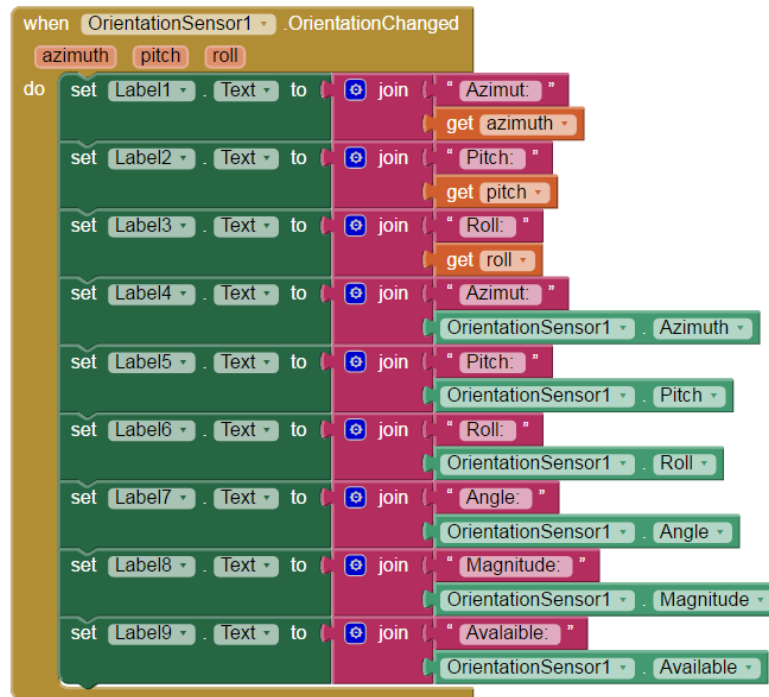 when OrientationSensor1 .OrientationChanged
azimuth pitch roll
do set Label1 . Text to join " Azimut: "
get azimuth
set Label2 . Text to join " Pitch: "
get pitch
set Label3 . Text to join " Roll: "
get roll
set Label4 . Text to join " Azimut: "
OrientationSensor1 . Azimuth
set Label5 . Text to join " Pitch: "
OrientationSensor1 . Pitch
set Label6 . Text to join " Roll: "
OrientationSensor1 . Roll
set Label7 . Text to join " Angle: "
OrientationSensor1 . Angle
set Label8 . Text to join " Magnitude: "
OrientationSensor1 . Magnitude
set Label9 . Text to join " Avalaible: "
OrientationSensor1 . Available